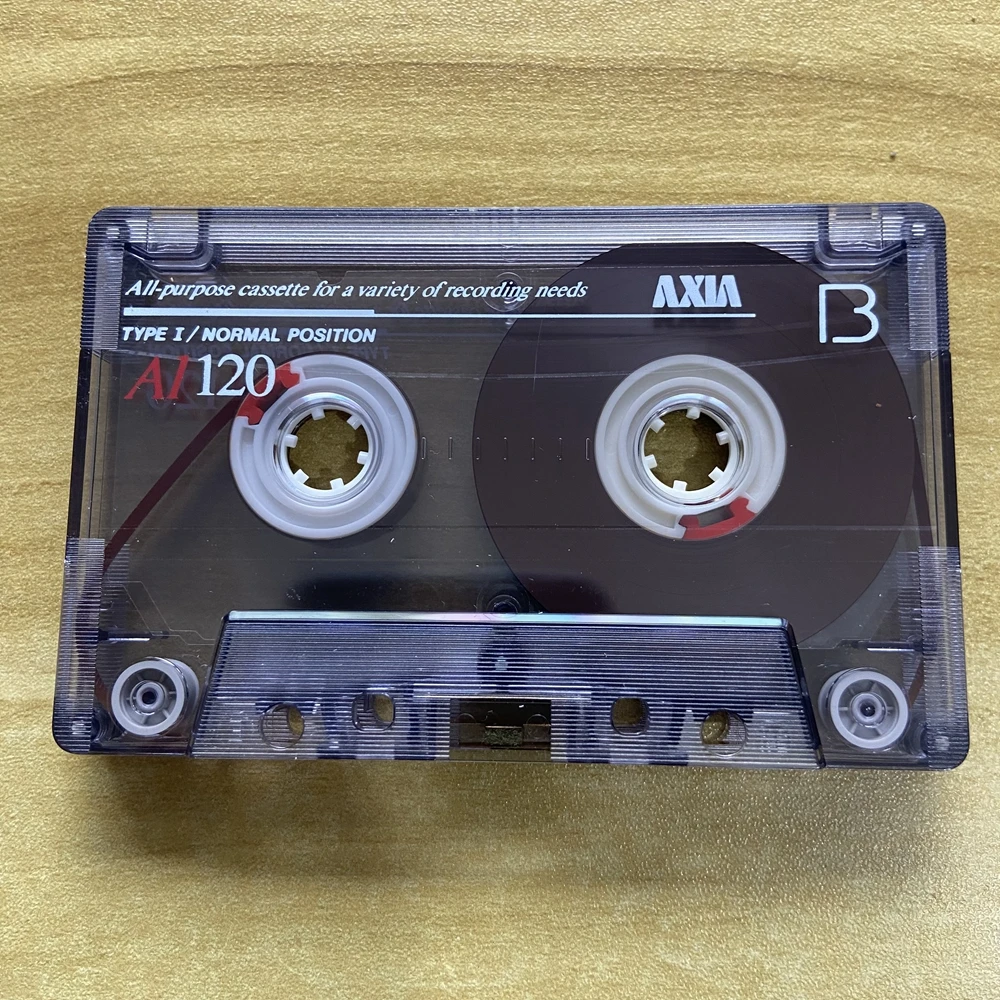 All-purpose cassette for a variety of recording needs
AXIA
B
TYPE I / NORMAL POSITION
AI 120